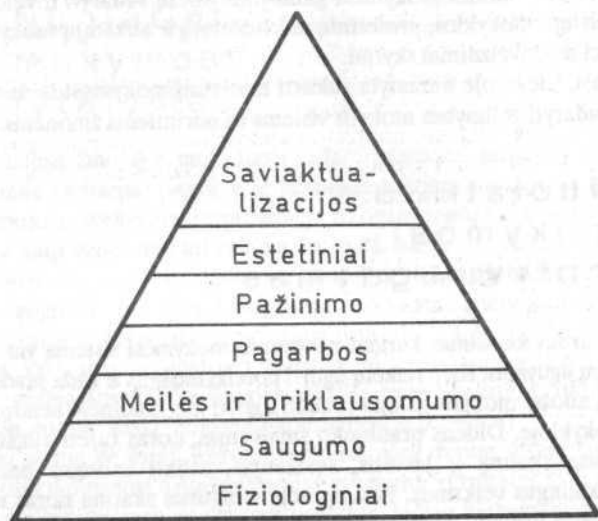 Saviaktua-
lizacijos
Estetiniai
Pažinimo
Pagarbos
Meilės ir priklausomumo
Saugumo
Fiziologiniai